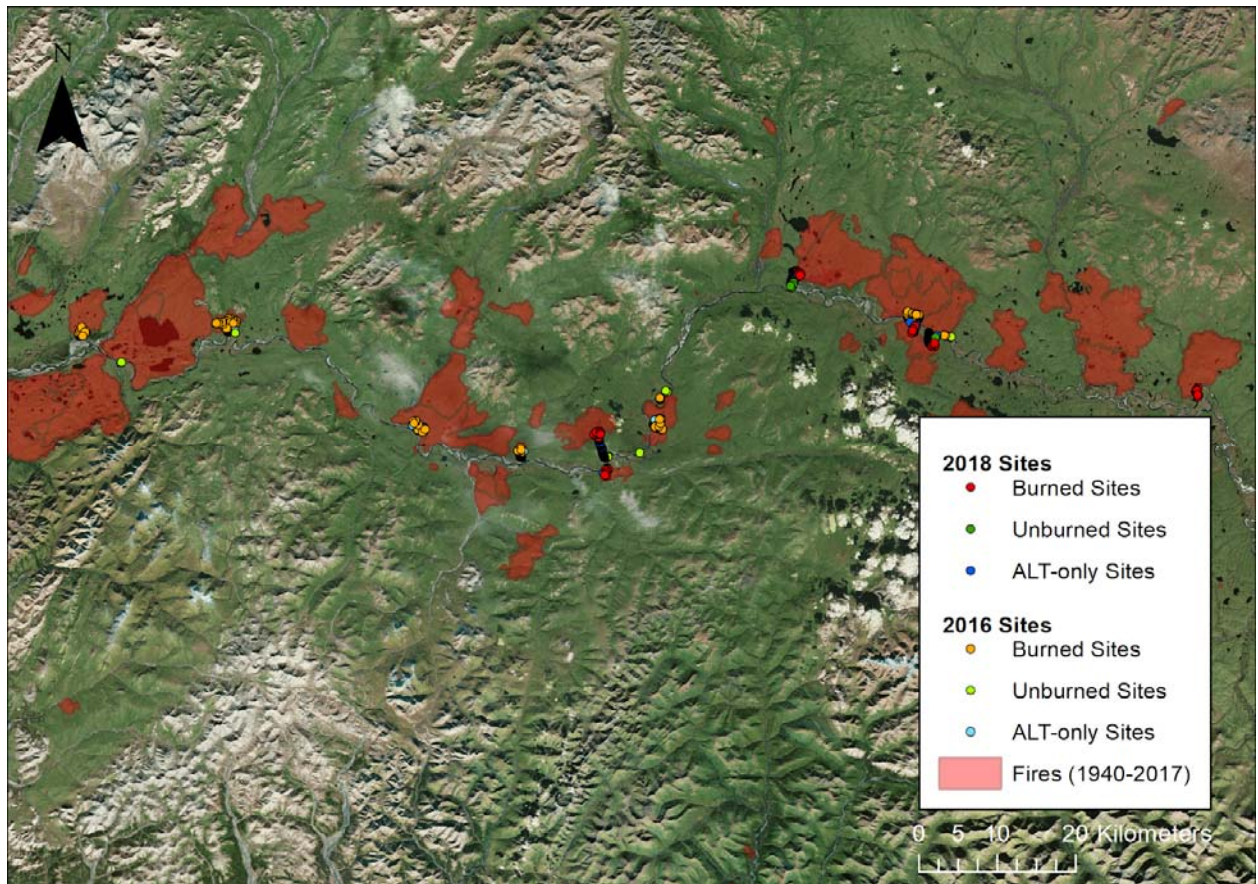 N
2018 Sites
Burned Sites
Unburned Sites
ALT-only Sites
2016 Sites
Burned Sites
Unburned Sites
ALT-only Sites
Fires (1940-2017)
0 5 10 20 Kilometers